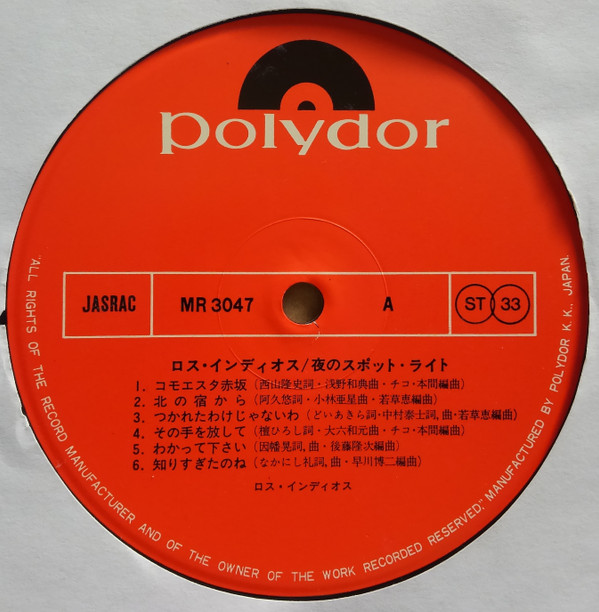 polydor
JASRAC MR 3047 A ST 33
ロス・インディオス/夜のスポット・ライト
1. コモエスタ赤坂(西山隆史詞・浅野和典曲・チコ・本間編曲)
2. 北の宿から(阿久悠詞・小林亜星曲・若草恵編曲)
3. つかれたわけじゃないわ(どいあきら詞・中村泰士詞,曲・若草恵編曲)
4. その手を放して(檀ひろし詞・大六和元曲・チコ・本間編曲)
5. わかって下さい(因幡晃詞,曲・後藤隆次編曲)
6. 知りすぎたのね(なかにし礼詞,曲・早川博二編曲)
ロス・インディオス
"ALL RIGHTS OF THE RECORD MANUFACTURER AND OF THE OWNER OF THE WORK RECORDED RESERVED." MANUFACTURED BY POLYDOR K.K. JAPAN.